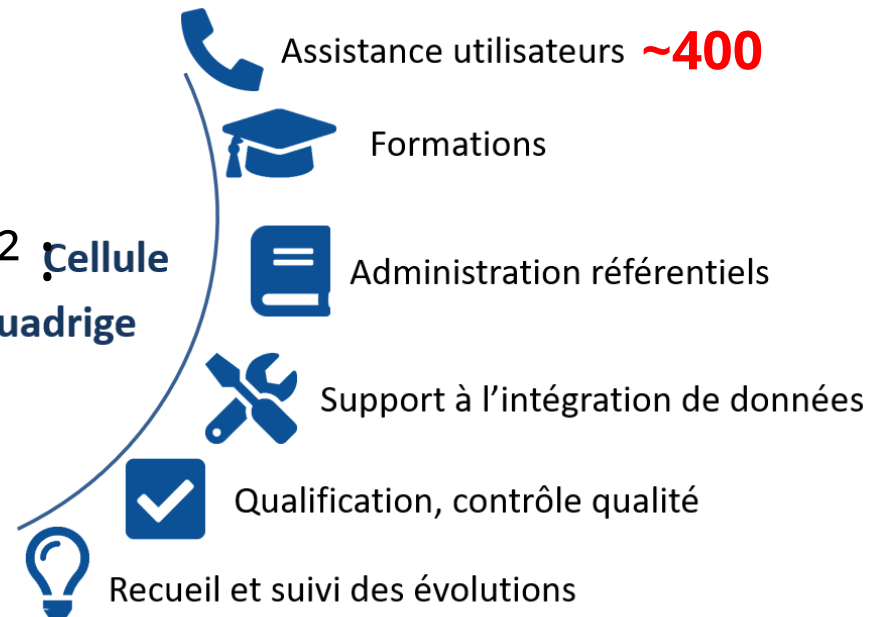 Assistance utilisateurs ~400
Formations
2 :
Cellule
uadrige
Administration référentiels
Support à l’intégration de données
Qualification, contrôle qualité
Recueil et suivi des évolutions